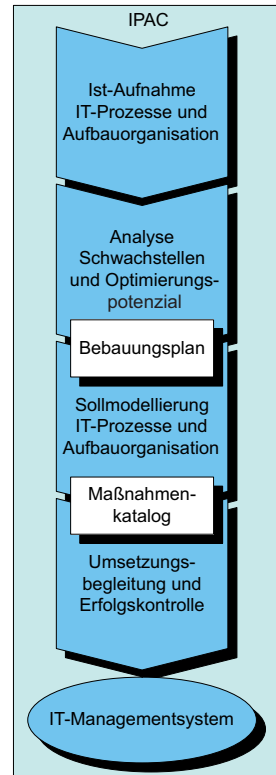 IPAC
Ist-Aufnahme
IT-Prozesse und
Aufbauorganisation
Analyse
Schwachstellen
und Optimierungs-
potenzial
Bebauungsplan
Sollmodellierung
IT-Prozesse und
Aufbauorganisation
Maßnahmen-
katalog
Umsetzungs-
begleitung und
Erfolgskontrolle
IT-Managementsystem